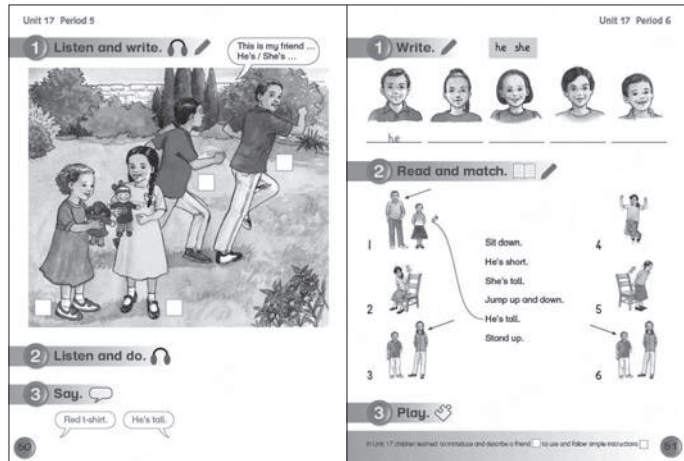 Unit 17 Period 5
1 Listen and write.
This is my friend ...
He's / She's ...
2 Listen and do.
3 Say.
Red t-shirt.
He's tall.
50
Unit 17 Period 6
1 Write.
he she
he
2 Read and match.
1
2
3
Sit down.
He's short.
She's tall.
Jump up and down.
He's tall.
Stand up.
4
5
6
3 Play.
In Unit 17 children learned: to introduce and describe a friend to use and follow simple instructions
51